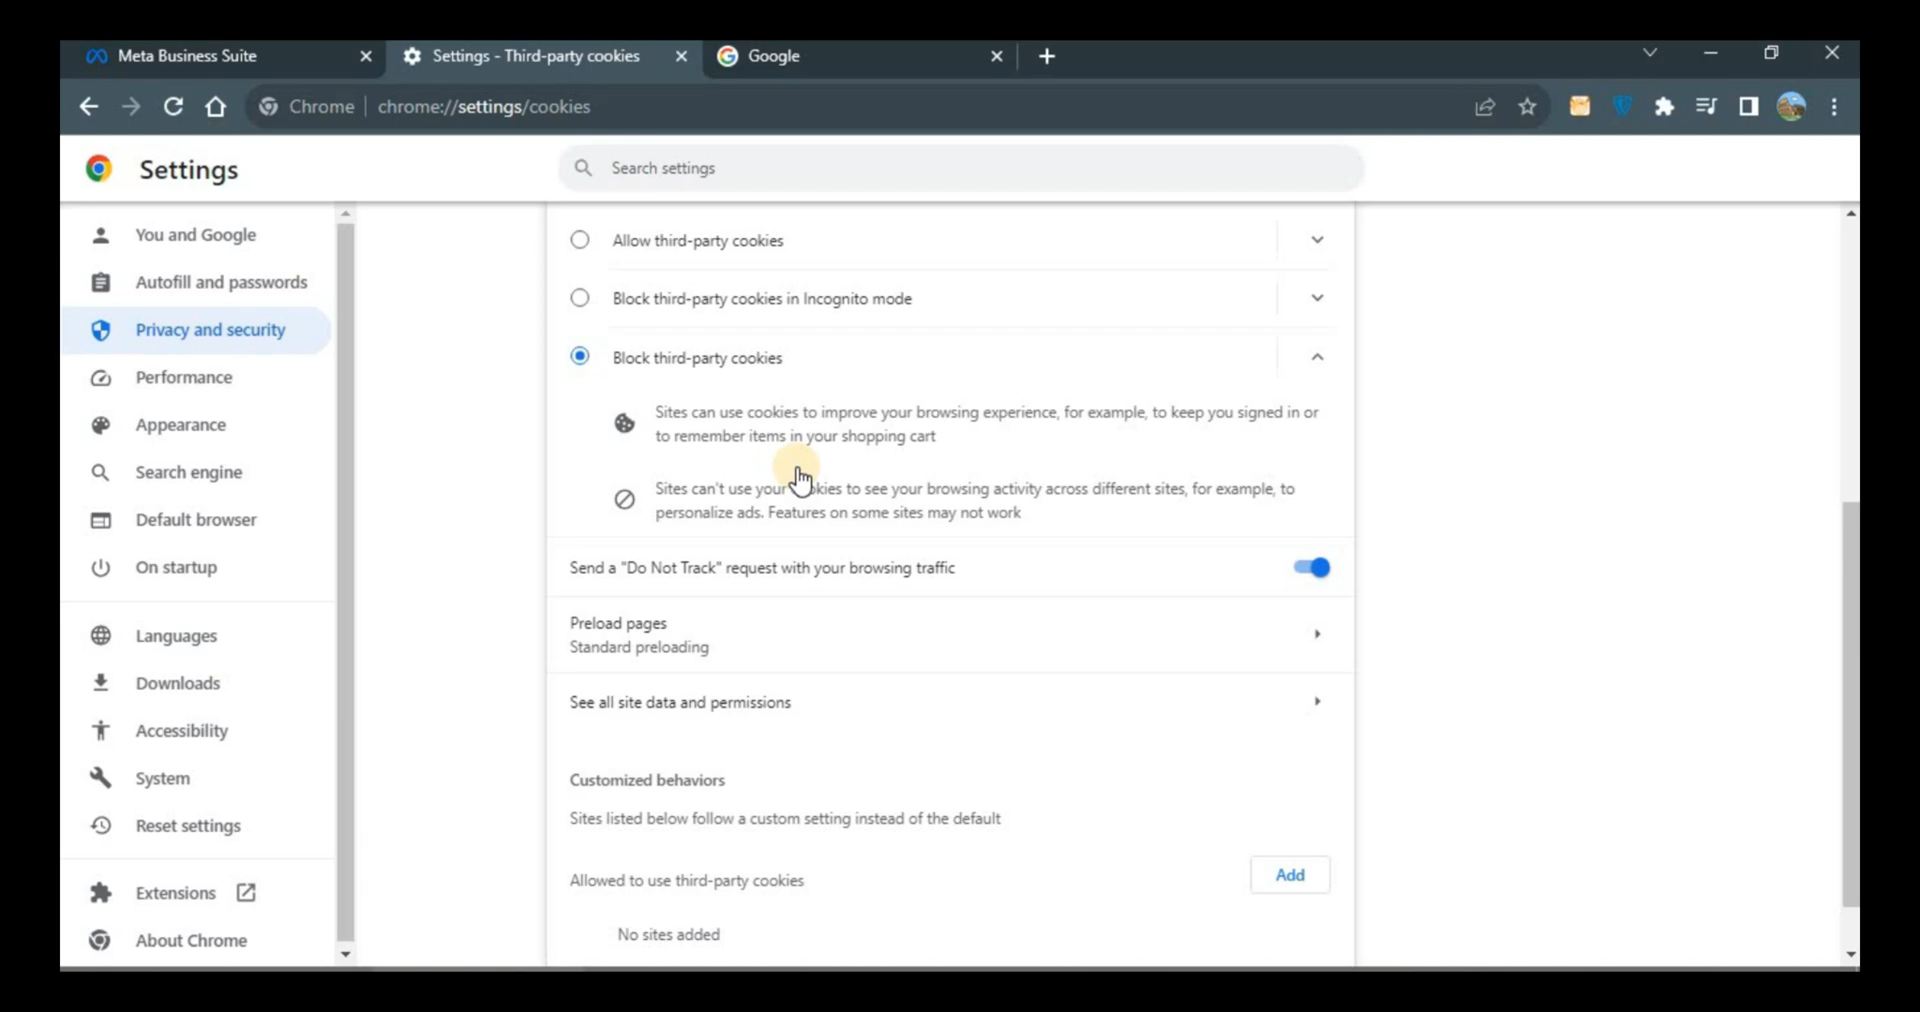 Meta Business Suite
Settings - Third-party cookies
Google
Chrome
chrome://settings/cookies
Settings
Search settings
You and Google
Autofill and passwords
Privacy and security
Performance
Appearance
Search engine
Default browser
On startup
Languages
Downloads
Accessibility
System
Reset settings
Extensions
About Chrome
Allow third-party cookies
Block third-party cookies in Incognito mode
Block third-party cookies
Sites can use cookies to improve your browsing experience, for example, to keep you signed in or
to remember items in your shopping cart
Sites can't use your cookies to see your browsing activity across different sites, for example, to
personalize ads. Features on some sites may not work
Send a "Do Not Track" request with your browsing traffic
Preload pages
Standard preloading
See all site data and permissions
Customized behaviors
Sites listed below follow a custom setting instead of the default
Allowed to use third-party cookies
Add
No sites added